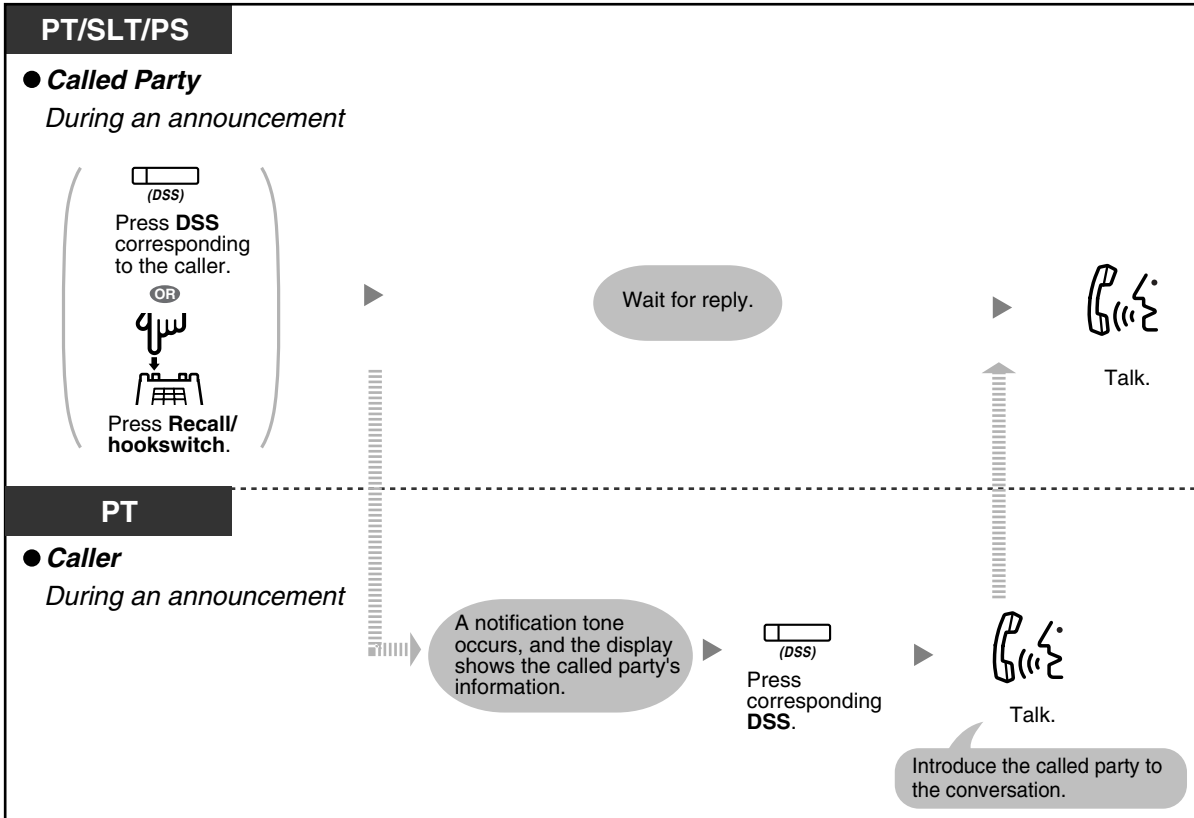 PT/SLT/PS
● Called Party
During an announcement
(DSS)
Press DSS
corresponding
to the caller.
OR
Press Recall/
hookswitch.
Wait for reply.
Talk.
PT
● Caller
During an announcement
A notification tone
occurs, and the display
shows the called party's
information.
(DSS)
Press
corresponding
DSS.
Talk.
Introduce the called party to
the conversation.